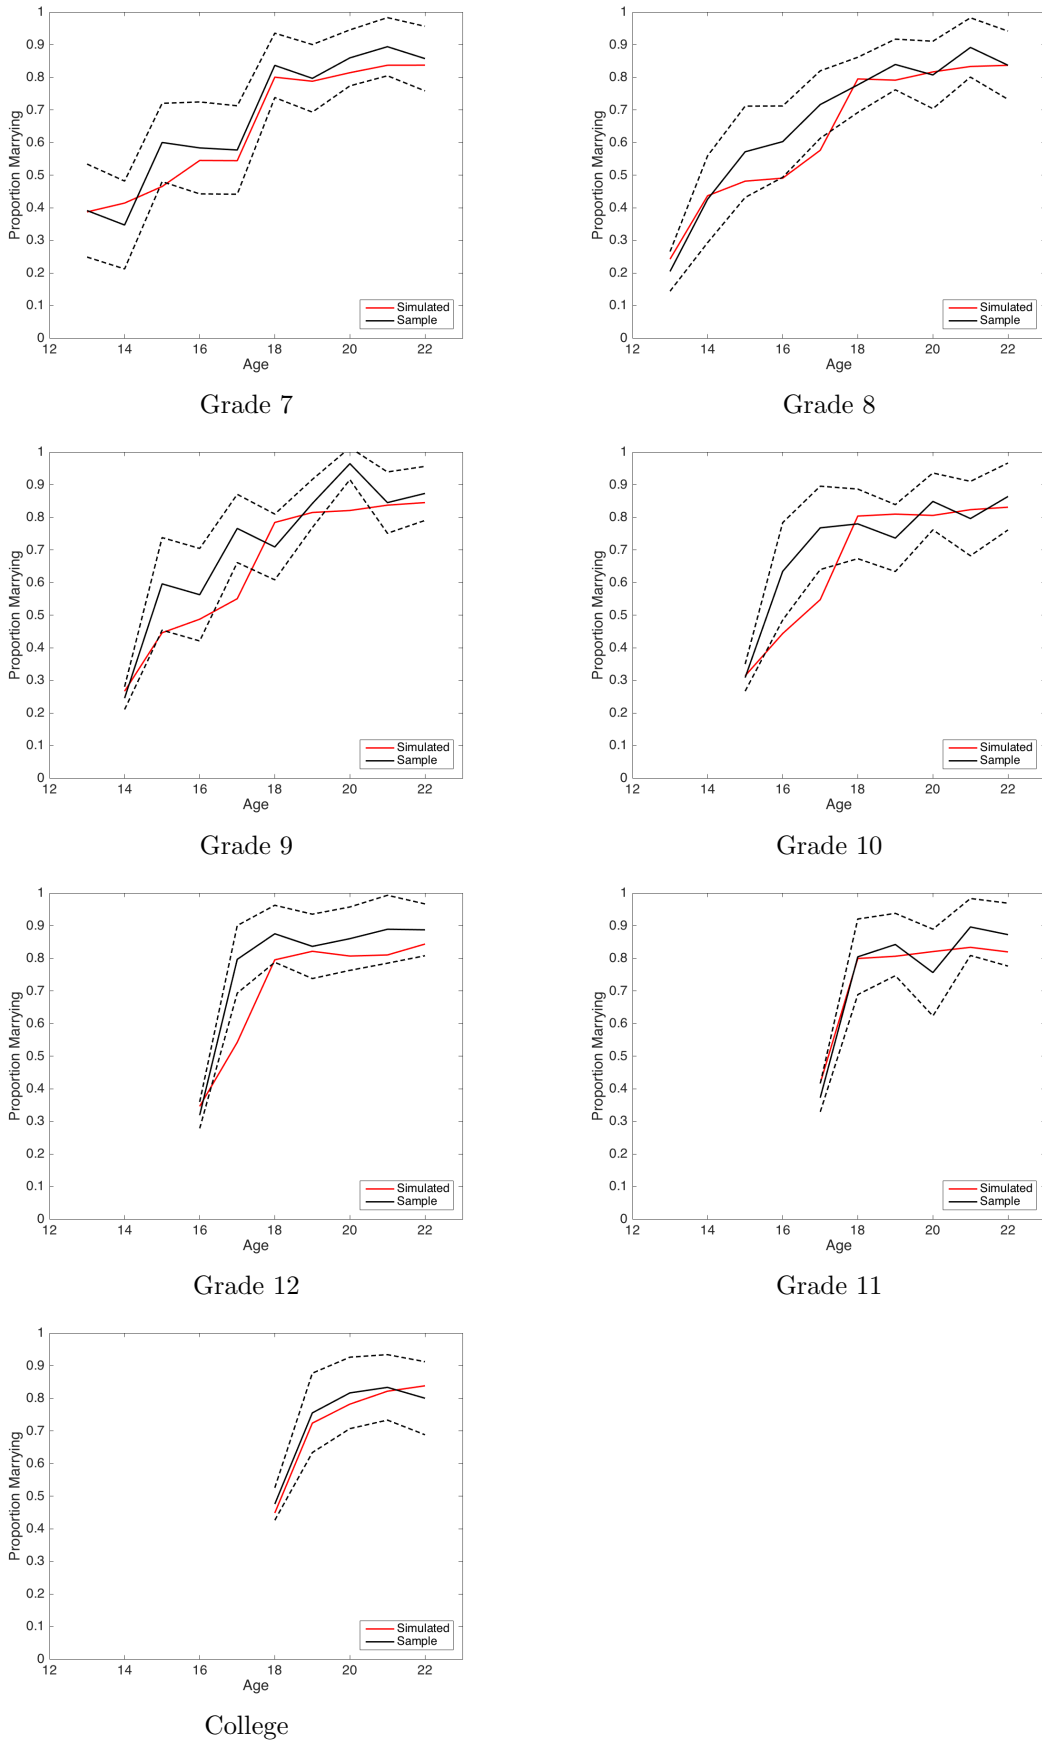 1
0.9
0.8
0.7
0.6
0.5
0.4
0.3
0.2
0.1
0
Proportion Marrying
12 14 16 18 20 22
Age
Simulated
Sample
Grade 7
1
0.9
0.8
0.7
0.6
0.5
0.4
0.3
0.2
0.1
0
Proportion Marrying
12 14 16 18 20 22
Age
Simulated
Sample
Grade 8
1
0.9
0.8
0.7
0.6
0.5
0.4
0.3
0.2
0.1
0
Proportion Marrying
12 14 16 18 20 22
Age
Simulated
Sample
Grade 9
1
0.9
0.8
0.7
0.6
0.5
0.4
0.3
0.2
0.1
0
Proportion Marrying
12 14 16 18 20 22
Age
Simulated
Sample
Grade 10
1
0.9
0.8
0.7
0.6
0.5
0.4
0.3
0.2
0.1
0
Proportion Marrying
12 14 16 18 20 22
Age
Simulated
Sample
Grade 12
1
0.9
0.8
0.7
0.6
0.5
0.4
0.3
0.2
0.1
0
Proportion Marrying
12 14 16 18 20 22
Age
Simulated
Sample
Grade 11
1
0.9
0.8
0.7
0.6
0.5
0.4
0.3
0.2
0.1
0
Proportion Marrying
12 14 16 18 20 22
Age
Simulated
Sample
College